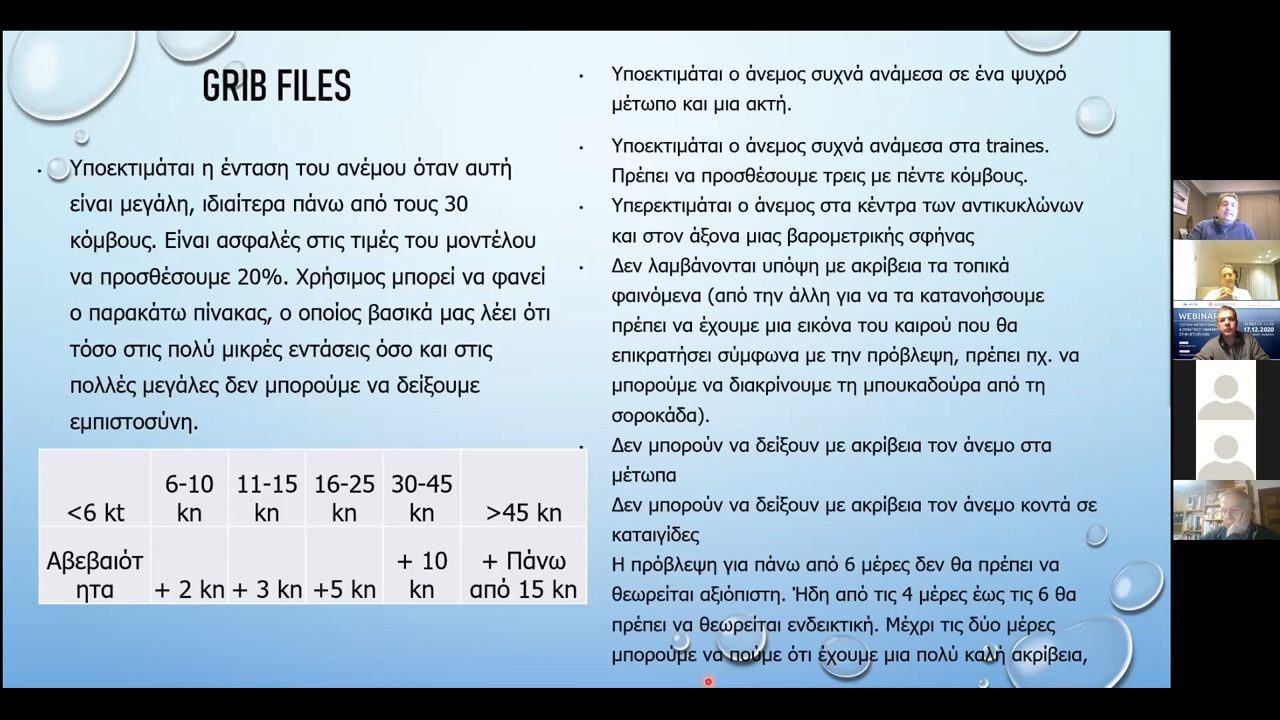 GRIB FILES
Υποεκτιμάται η ένταση του ανέμου όταν αυτή
είναι μεγάλη, ιδιαίτερα πάνω από τους 30
κόμβους. Είναι ασφαλές στις τιμές του μοντέλου
να προσθέσουμε 20%. Χρήσιμος μπορεί να φανεί
ο παρακάτω πίνακας, ο οποίος βασικά μας λέει ότι
τόσο στις πολύ μικρές εντάσεις όσο και στις
πολλές μεγάλες δεν μπορούμε να δείξουμε
εμπιστοσύνη.
<6 kt 6-10 kn 11-15 kn 16-25 kn 30-45 kn >45 kn
Αβεβαιότητα + 2 kn + 3 kn +5 kn + 10 kn + Πάνω από 15 kn
Υποεκτιμάται ο άνεμος συχνά ανάμεσα σε ένα ψυχρό
μέτωπο και μια ακτή.
Υποεκτιμάται ο άνεμος συχνά ανάμεσα στα traines.
Πρέπει να προσθέσουμε τρεις με πέντε κόμβους.
Υπερεκτιμάται ο άνεμος στα κέντρα των αντικυκλώνων
και στον άξονα μιας βαρομετρικής σφήνας
Δεν λαμβάνονται υπόψη με ακρίβεια τα τοπικά
φαινόμενα (από την άλλη για να τα κατανοήσουμε
πρέπει να έχουμε μια εικόνα του καιρού που θα
επικρατήσει σύμφωνα με την πρόβλεψη, πρέπει πχ. να
μπορούμε να διακρίνουμε τη μπουκαδούρα από τη
σοροκάδα).
Δεν μπορούν να δείξουν με ακρίβεια τον άνεμο στα
μέτωπα
Δεν μπορούν να δείξουν με ακρίβεια τον άνεμο κοντά σε
καταιγίδες
Η πρόβλεψη για πάνω από 6 μέρες δεν θα πρέπει να
θεωρείται αξιόπιστη. Ήδη από τις 4 μέρες έως τις 6 θα
πρέπει να θεωρείται ενδεικτική. Μέχρι τις δύο μέρες
μπορούμε να πούμε ότι έχουμε μια πολύ καλή ακρίβεια,
WEBINAR
17.12.2020